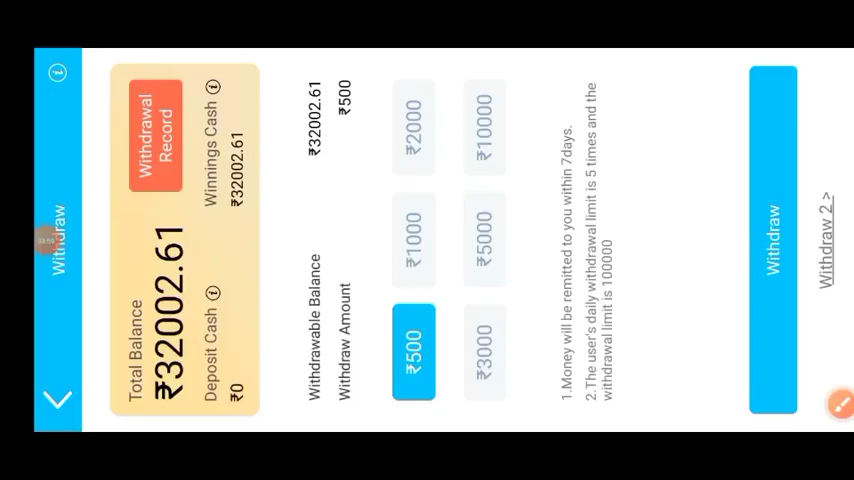 Withdraw
Total Balance
₹32002.61
Withdrawal
Record
Deposit Cash
₹0
Winnings Cash
₹32002.61
Withdrawable Balance ₹32002.61
Withdraw Amount ₹500
₹500 ₹1000 ₹2000
₹3000 ₹5000 ₹10000
1.Money will be remitted to you within 7days.
2.The user's daily withdrawal limit is 5 times and the
withdrawal limit is 100000
Withdraw
Withdraw 2 >